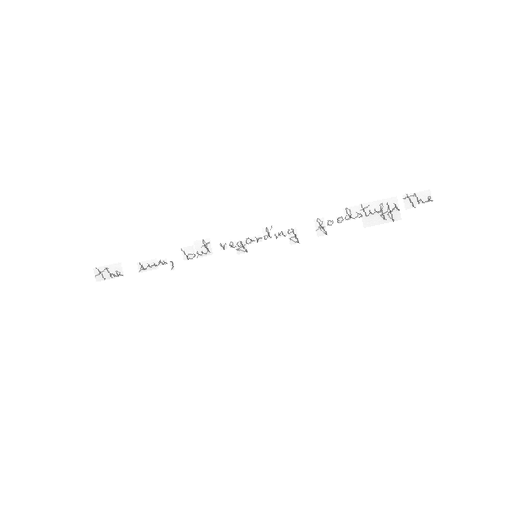 the sun, but regarding foodstuffs the